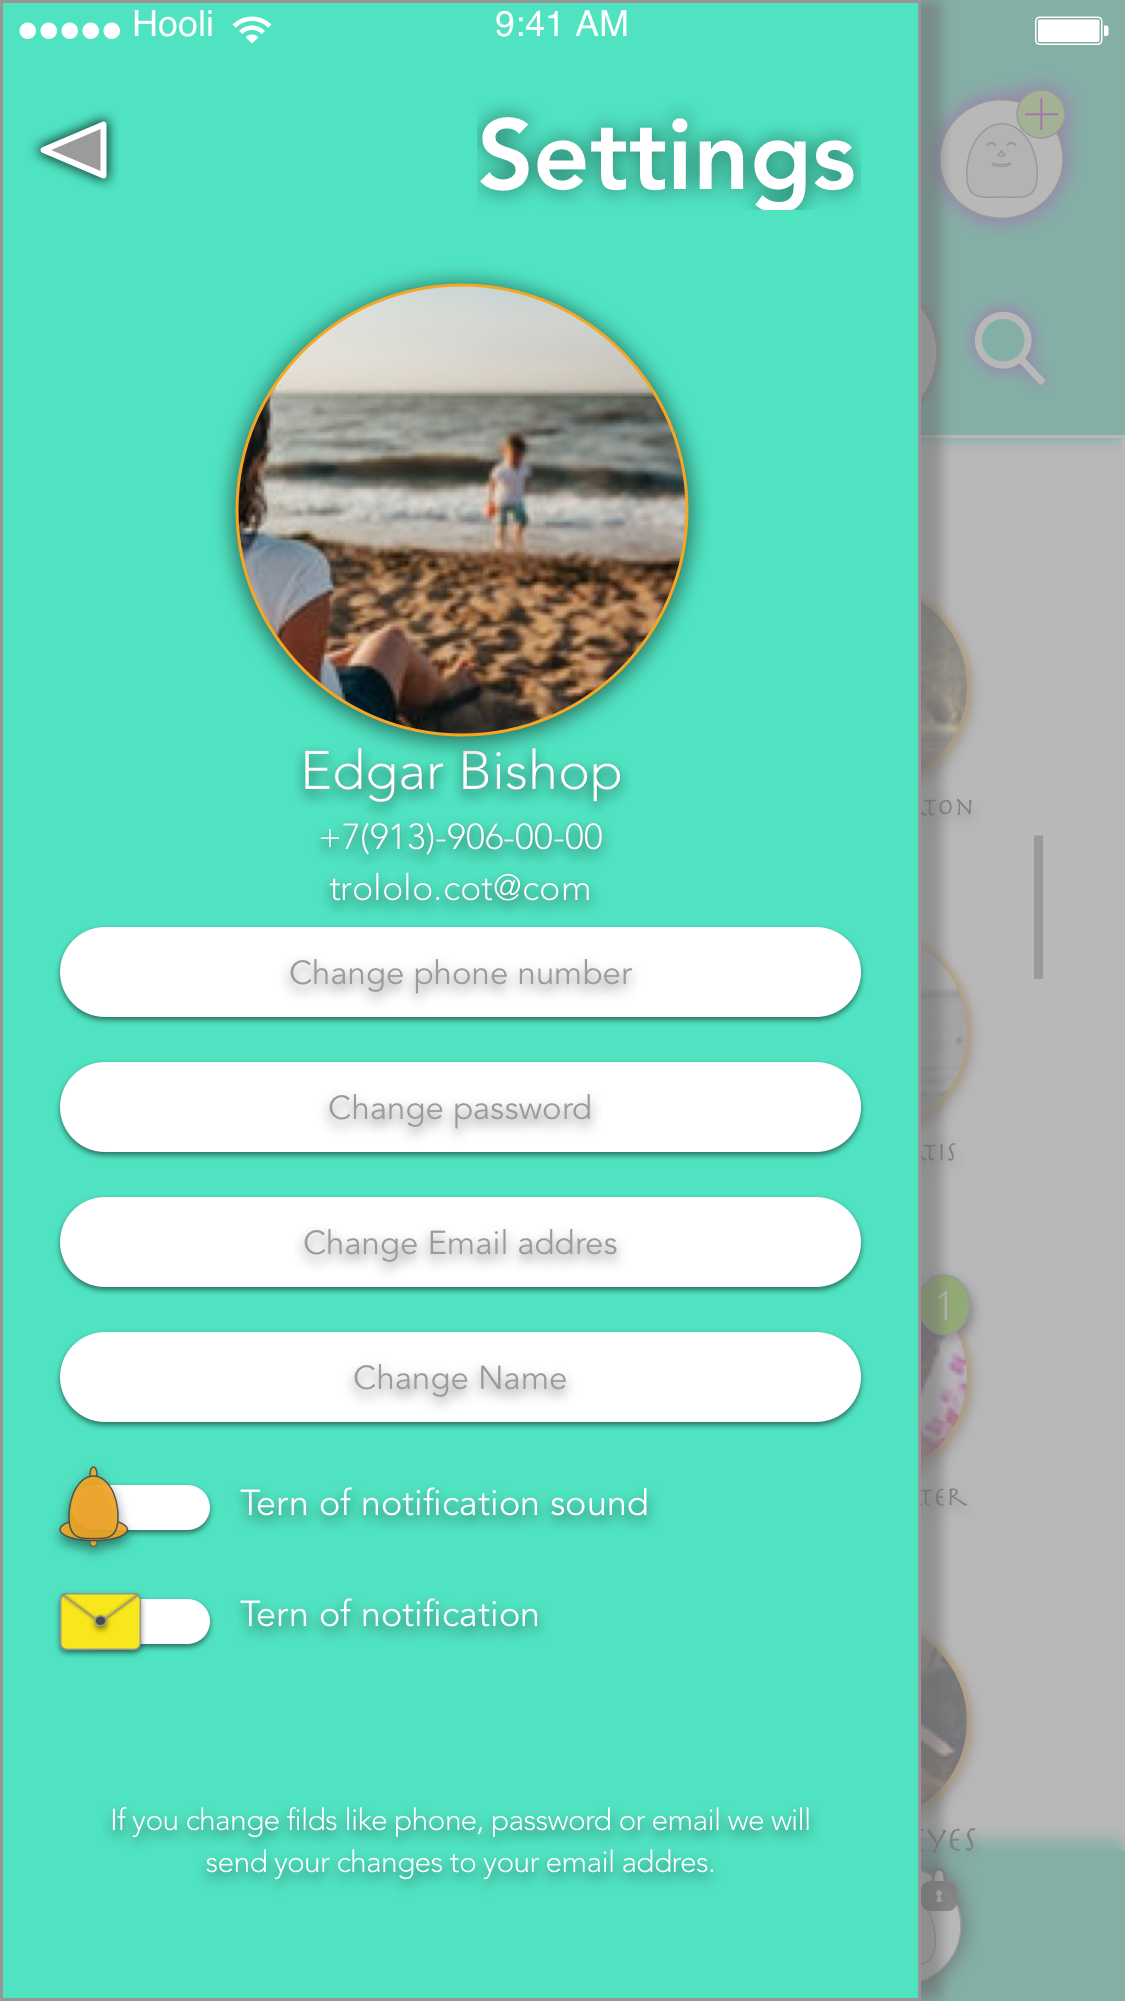 Hooli 9:41 AM
Settings
Edgar Bishop
+7(913)-906-00-00
trololo.cot@com
Change phone number
Change password
Change Email addres
Change Name
Tern of notification sound
Tern of notification
If you change filds like phone, password or email we will
send your changes to your email addres.
TON
TIS
1
TER
EYES